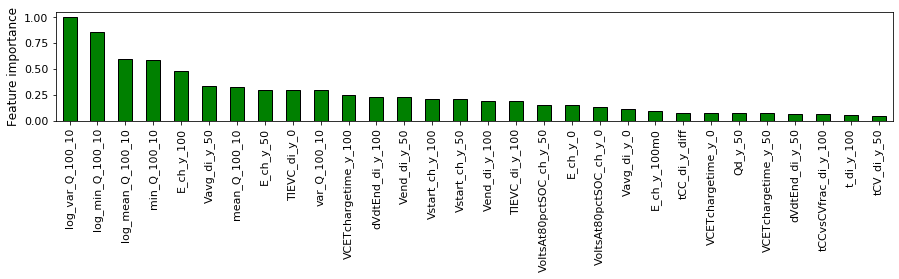 Feature importance
1.00
0.75
0.50
0.25
0.00
log_var_Q_100_10
log_min_Q_100_10
log_mean_Q_100_10
min_Q_100_10
E_ch_y_100
Vavg_di_y_50
mean_Q_100_10
E_ch_y_50
TIEVC_di_y_0
var_Q_100_10
VCETchargetime_y_100
dVdtEnd_di_y_100
Vend_di_y_50
Vstart_ch_y_100
Vstart_ch_y_50
Vend_di_y_100
TIEVC_di_y_100
VoltsAt80pctSOC_ch_y_50
E_ch_y_0
VoltsAt80pctSOC_ch_y_0
Vavg_di_y_0
E_ch_y_100m0
tCC_di_y_diff
VCETchargetime_y_0
Qd_y_50
VCETchargetime_y_50
dVdtEnd_di_y_50
tCCvsCVfrac_di_y_100
t_di_y_100
tCV_di_y_50